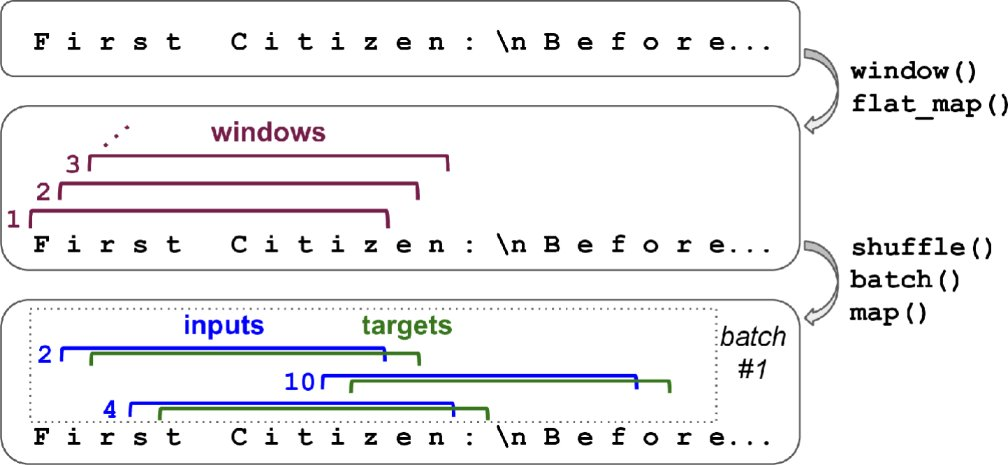 F i r s t   C i t i z e n : \n B e f o r e . . .
window()
flat_map()
windows
3
2
1
F i r s t   C i t i z e n : \n B e f o r e . . .
shuffle()
batch()
map()
inputs targets
batch
#1
2
10
4
F i r s t   C i t i z e n : \n B e f o r e . . .